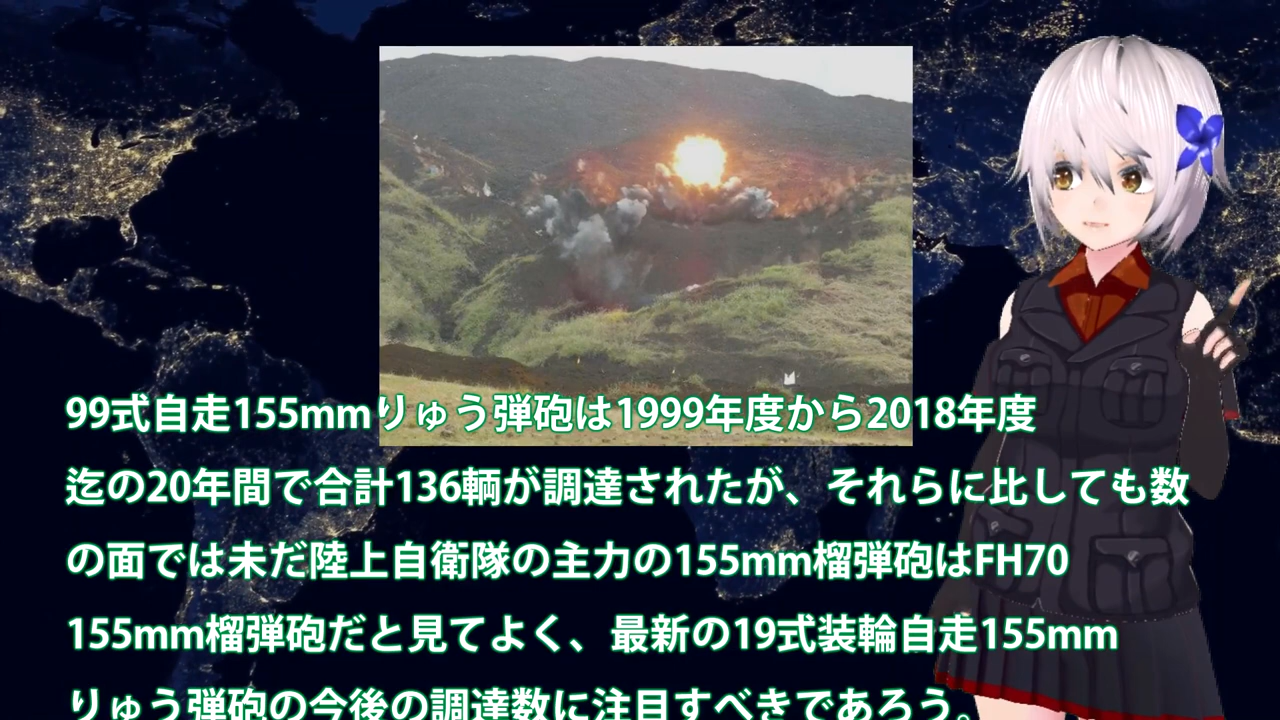 99式自走155mmりゅう弾砲は1999年度から2018年度
迄の20年間で合計136輌が調達されたが、それらに比しても数
の面では未だ陸上自衛隊の主力の155mm榴弾砲はFH70
155mm榴弾砲だと見てよく、最新の19式装輪自走155mm
りゅう弾砲の今後の調達数に注目すべきであろう。